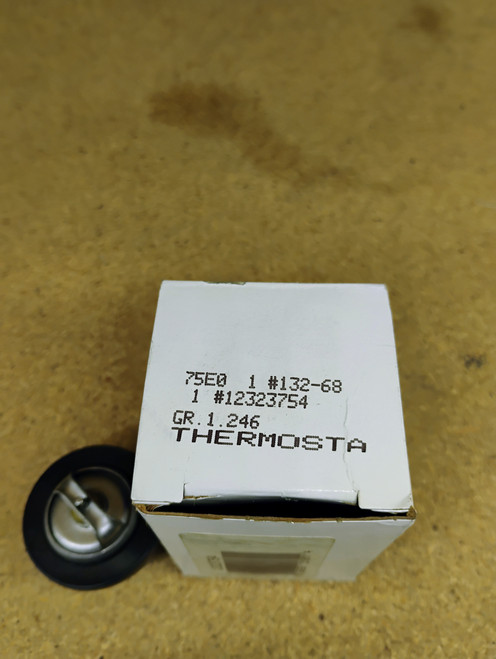 75E0 1 #132-68
1 #12323754
GR.1.246
THERMOSTA